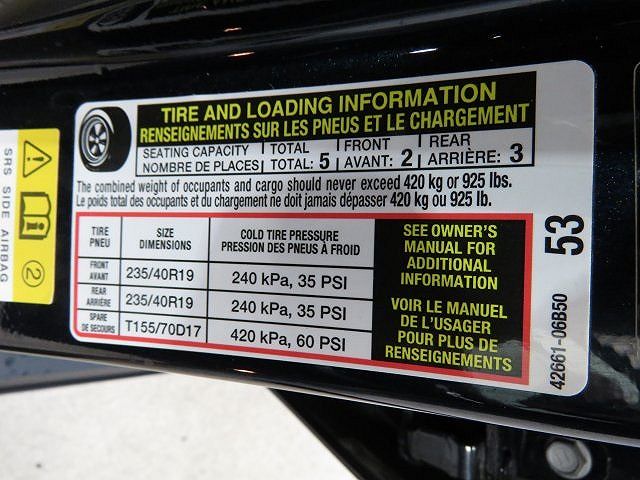 TIRE AND LOADING INFORMATION
RENSEIGNEMENTS SUR LES PNEUS ET LE CHARGEMENT
SEATING CAPACITY TOTAL FRONT REAR
NOMBRE DE PLACES TOTAL: 5 AVANT: 2 ARRIÈRE: 3
The combined weight of occupants and cargo should never exceed 420 kg or 925 lbs.
Le poids total des occupants et du chargement ne doit jamais dépasser 420 kg ou 925 lb.
TIRE PNEU
SIZE DIMENSIONS
COLD TIRE PRESSURE
PRESSION DES PNEUS À FROID
FRONT AVANT 235/40R19 240 kPa, 35 PSI
REAR ARRIÈRE 235/40R19 240 kPa, 35 PSI
SPARE DE SECOURS T155/70D17 420 kPa, 60 PSI
SEE OWNER'S
MANUAL FOR
ADDITIONAL
INFORMATION
VOIR LE MANUEL
DE L'USAGER
POUR PLUS DE
RENSEIGNEMENTS
53
42661-06B50
SRS SIDE AIRBAG
2